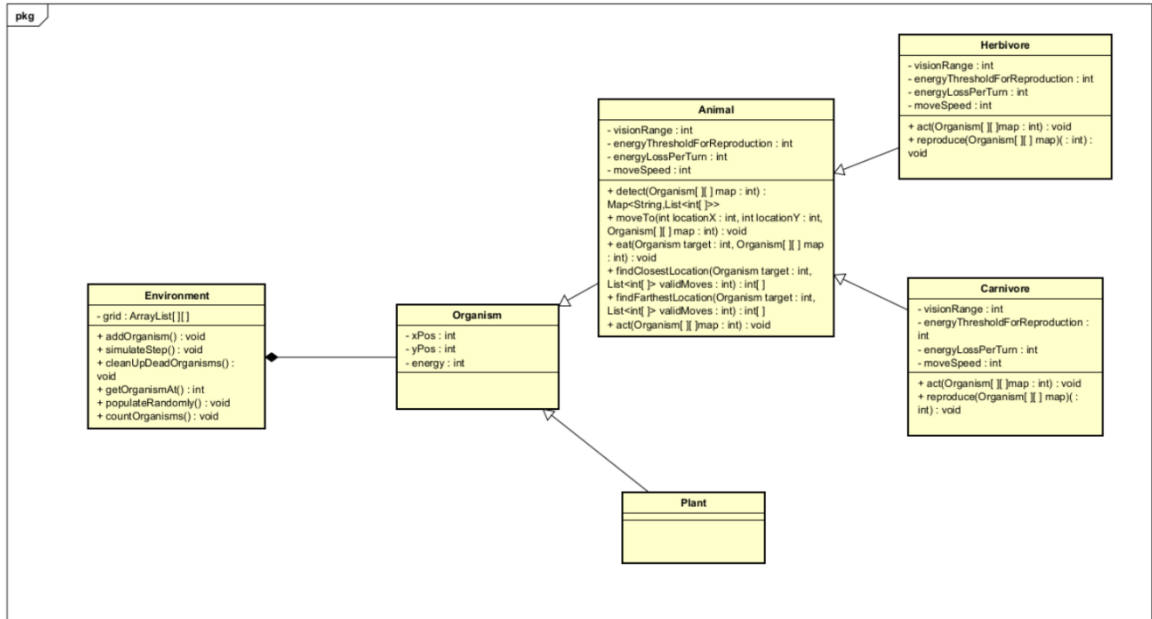 pkg
Herbivore
- visionRange : int
- energyThresholdForReproduction : int
- energyLossPerTurn : int
- moveSpeed : int
+ act(Organism[ ][ ]map : int) : void
+ reproduce(Organism[ ][ ] map)( : int) :
void
Animal
- visionRange : int
- energyThresholdForReproduction : int
- energyLossPerTurn : int
- moveSpeed : int
+ detect(Organism[ ][ ] map : int) :
Map<String,List<int[ ]>>
+ moveTo(int locationX : int, int locationY : int,
Organism[ ][ ] map : int) : void
+ eat(Organism target : int, Organism[ ][ ] map
: int) : void
+ findClosestLocation(Organism target : int,
List<int[ ]> validMoves : int) : int[ ]
+ findFarthestLocation(Organism target : int,
List<int[ ]> validMoves : int) : int[ ]
+ act(Organism[ ][ ]map : int) : void
Environment
- grid : ArrayList[ ][ ]
+ addOrganism() : void
+ simulateStep() : void
+ cleanUpDeadOrganisms() :
void
+ getOrganismAt() : int
+ populateRandomly() : void
+ countOrganisms() : void
Organism
- xPos : int
- yPos : int
- energy : int
Carnivore
- visionRange : int
- energyThresholdForReproduction :
int
- energyLossPerTurn : int
- moveSpeed : int
+ act(Organism[ ][ ]map : int) : void
+ reproduce(Organism[ ][ ] map)( :
int) : void
Plant